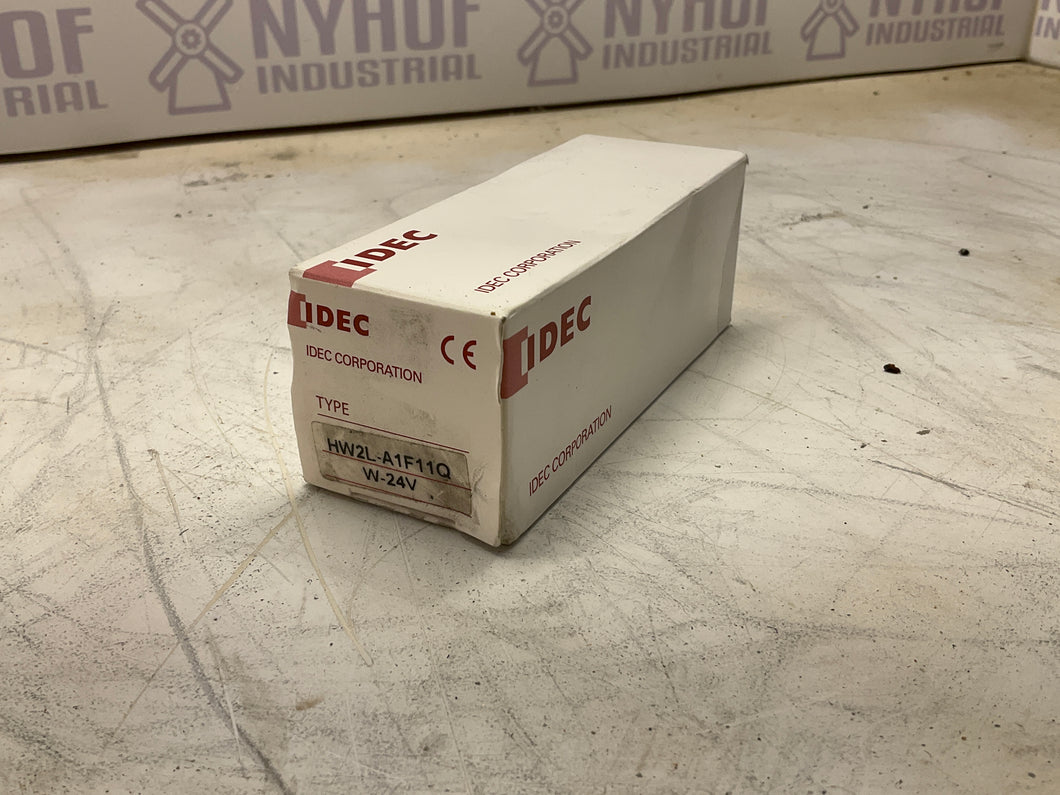 NYHOF
INDUSTRIAL
NYHOF
INDUSTRIAL
INDUSTRIAL
IDEC
IDEC CORPORATION
IDEC
IDEC CORPORATION
CE
TYPE
HW2L-A1F11Q
W-24V
IDEC
IDEC CORPORATION